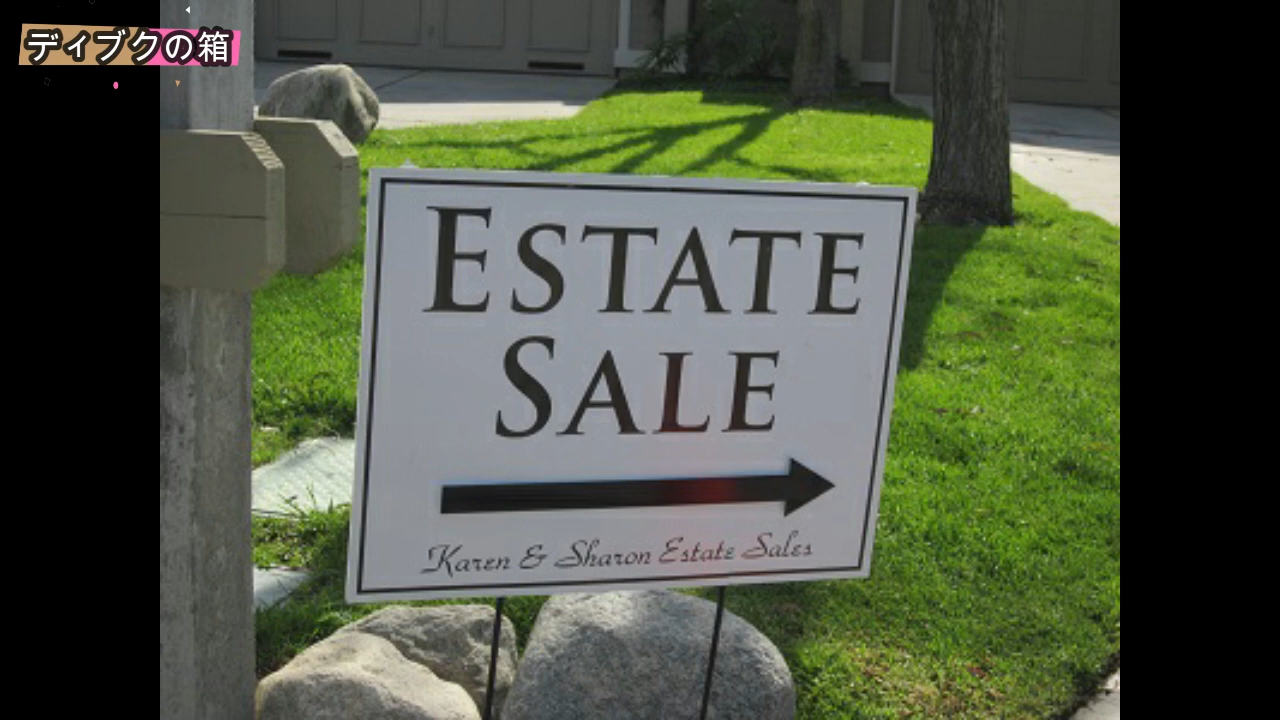 ディブクの箱
ESTATE
SALE
Karen & Sharon Estate Sales